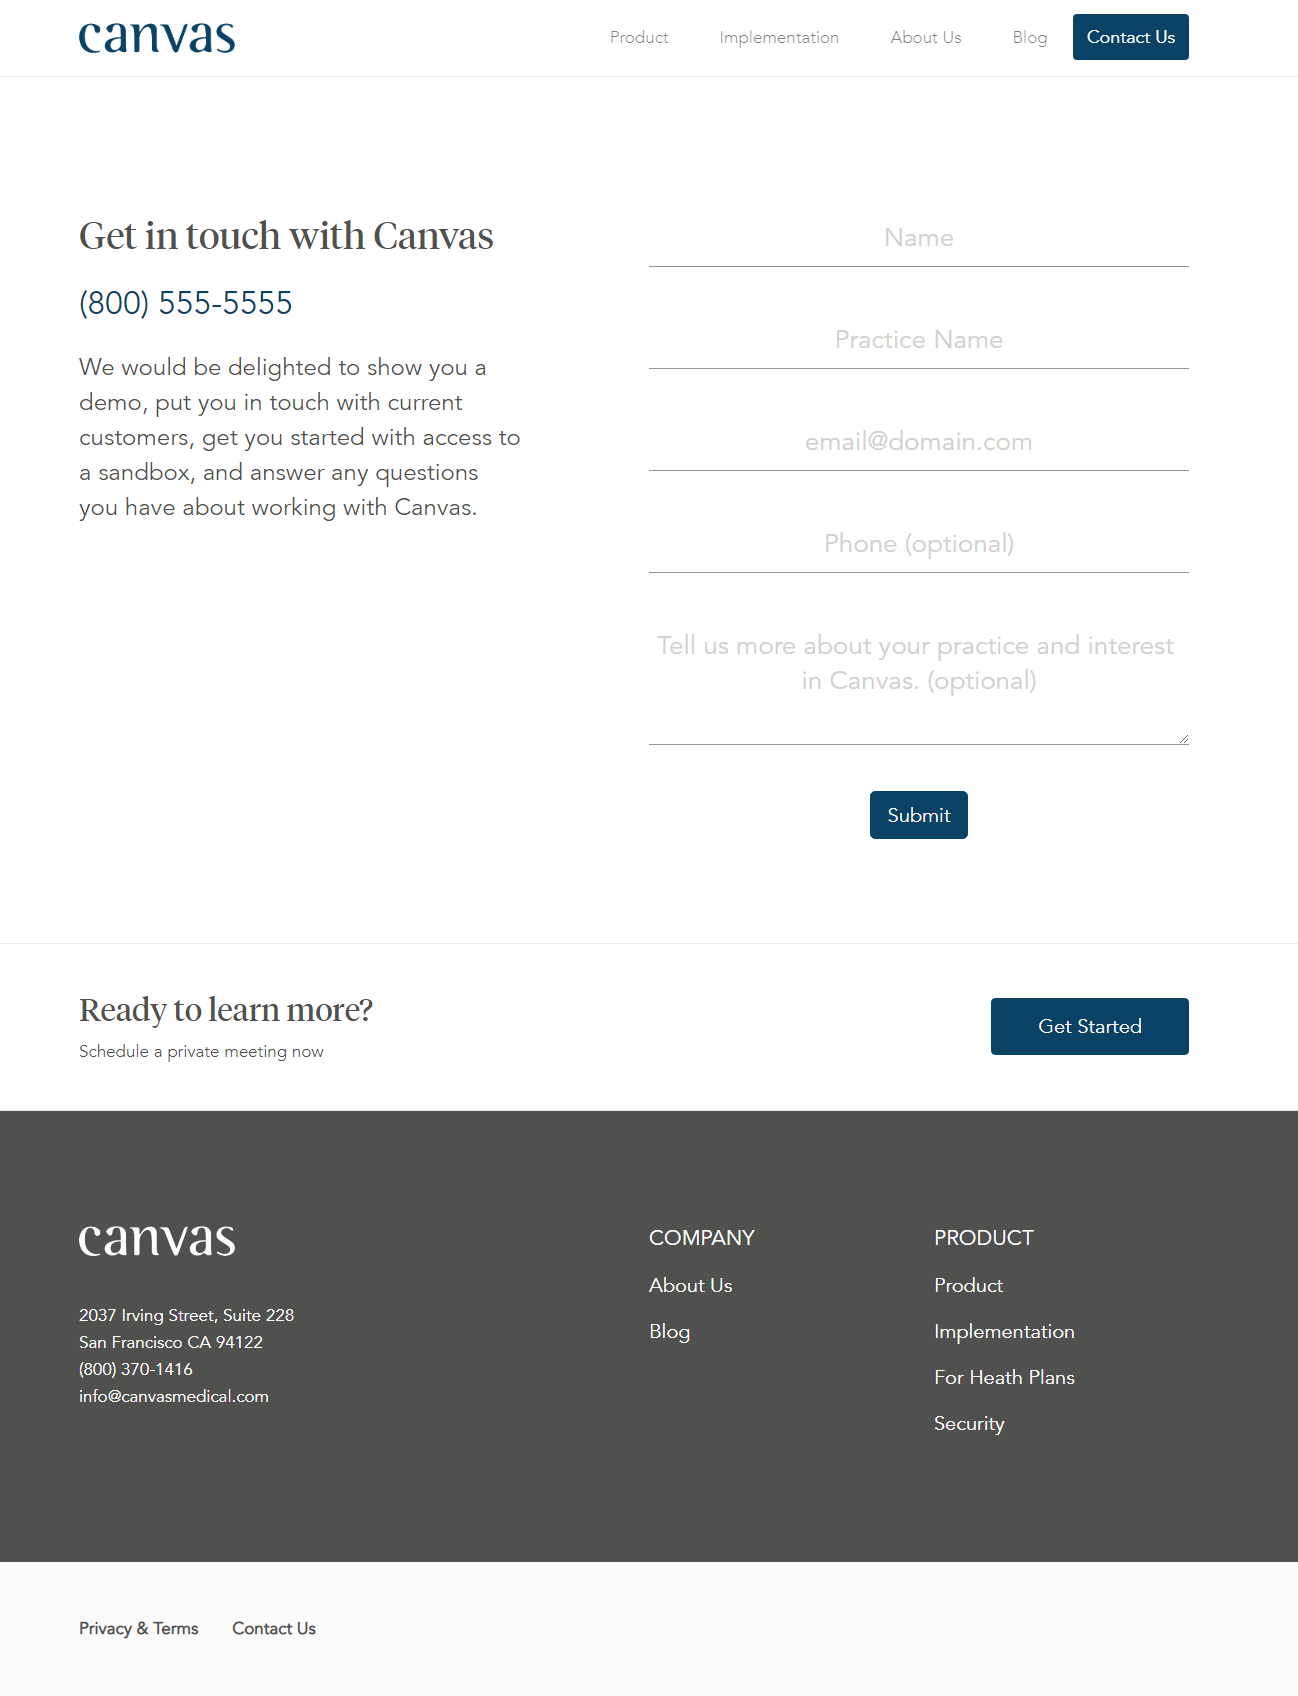 canvas
Product
Implementation
About Us
Blog
Contact Us
Get in touch with Canvas
(800) 555-5555
We would be delighted to show you a
demo, put you in touch with current
customers, get you started with access to
a sandbox, and answer any questions
you have about working with Canvas.
Name
Practice Name
email@domain.com
Phone (optional)
Tell us more about your practice and interest
in Canvas. (optional)
Submit
Ready to learn more?
Schedule a private meeting now
Get Started
canvas
2037 Irving Street, Suite 228
San Francisco CA 94122
(800) 370-1416
info@canvasmedical.com
COMPANY
About Us
Blog
PRODUCT
Product
Implementation
For Heath Plans
Security
Privacy & Terms
Contact Us